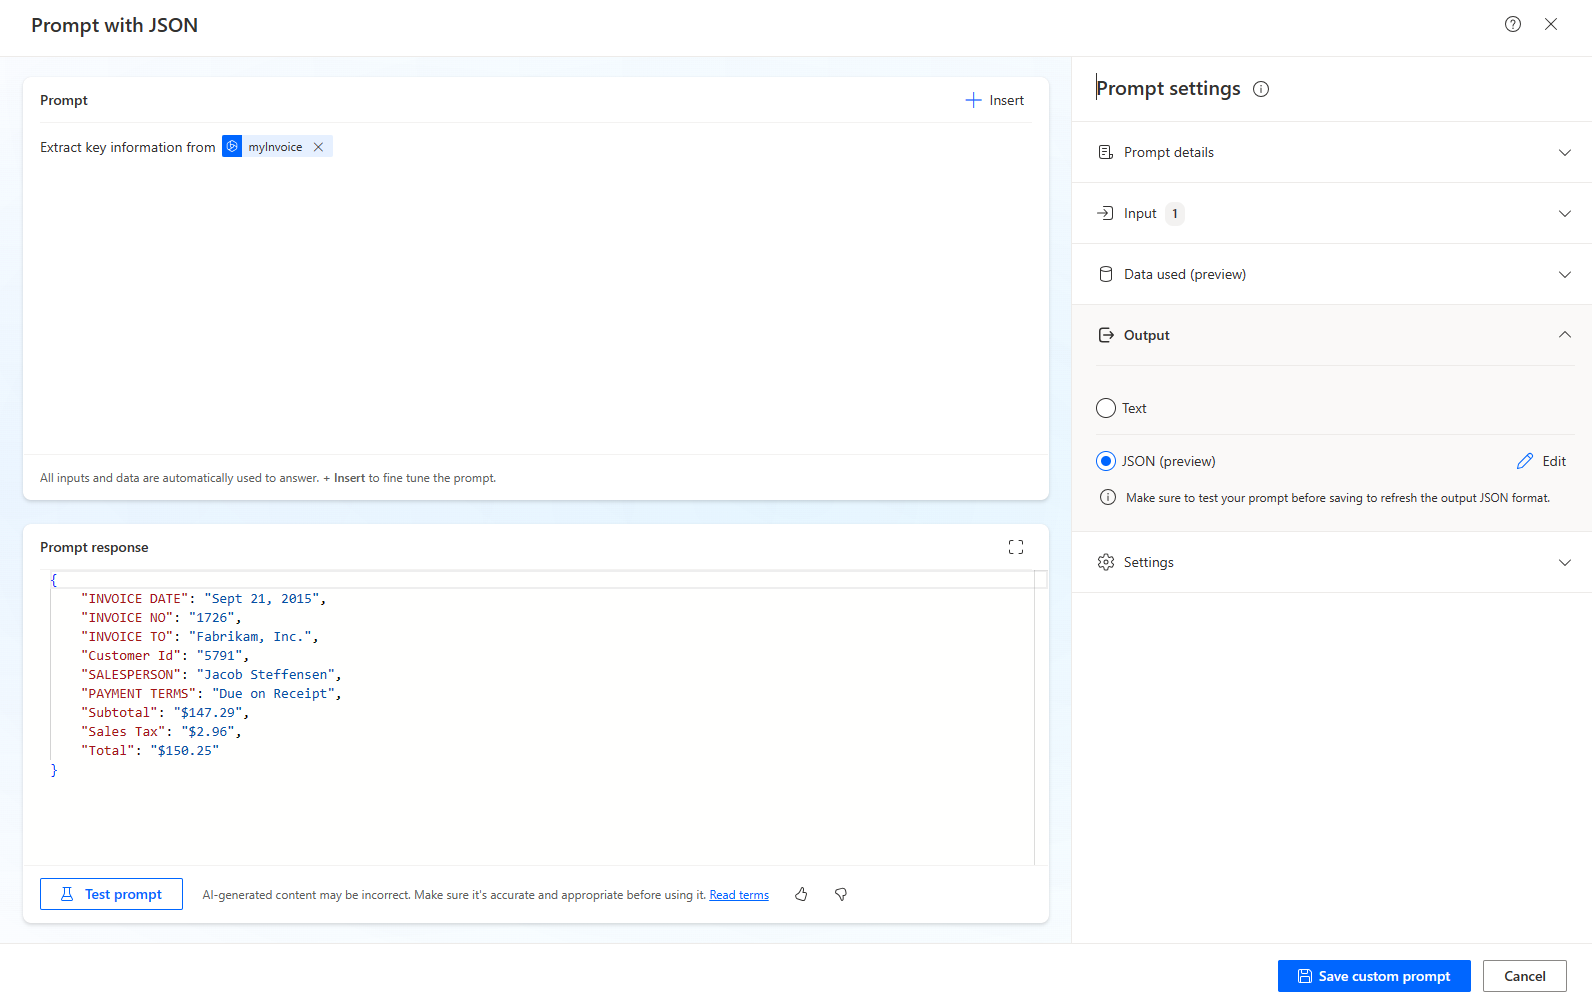 Prompt with JSON
Prompt
Insert
Extract key information from myInvoice
All inputs and data are automatically used to answer. + Insert to fine tune the prompt.
Prompt response
{
"INVOICE DATE": "Sept 21, 2015",
"INVOICE NO": "1726",
"INVOICE TO": "Fabrikam, Inc.",
"Customer Id": "5791",
"SALESPERSON": "Jacob Steffensen",
"PAYMENT TERMS": "Due on Receipt",
"Subtotal": "$147.29",
"Sales Tax": "$2.96",
"Total": "$150.25"
}
Test prompt
AI-generated content may be incorrect. Make sure it's accurate and appropriate before using it. Read terms
Prompt settings
Prompt details
Input 1
Data used (preview)
Output
Text
JSON (preview)
Edit
Make sure to test your prompt before saving to refresh the output JSON format.
Settings
Save custom prompt
Cancel